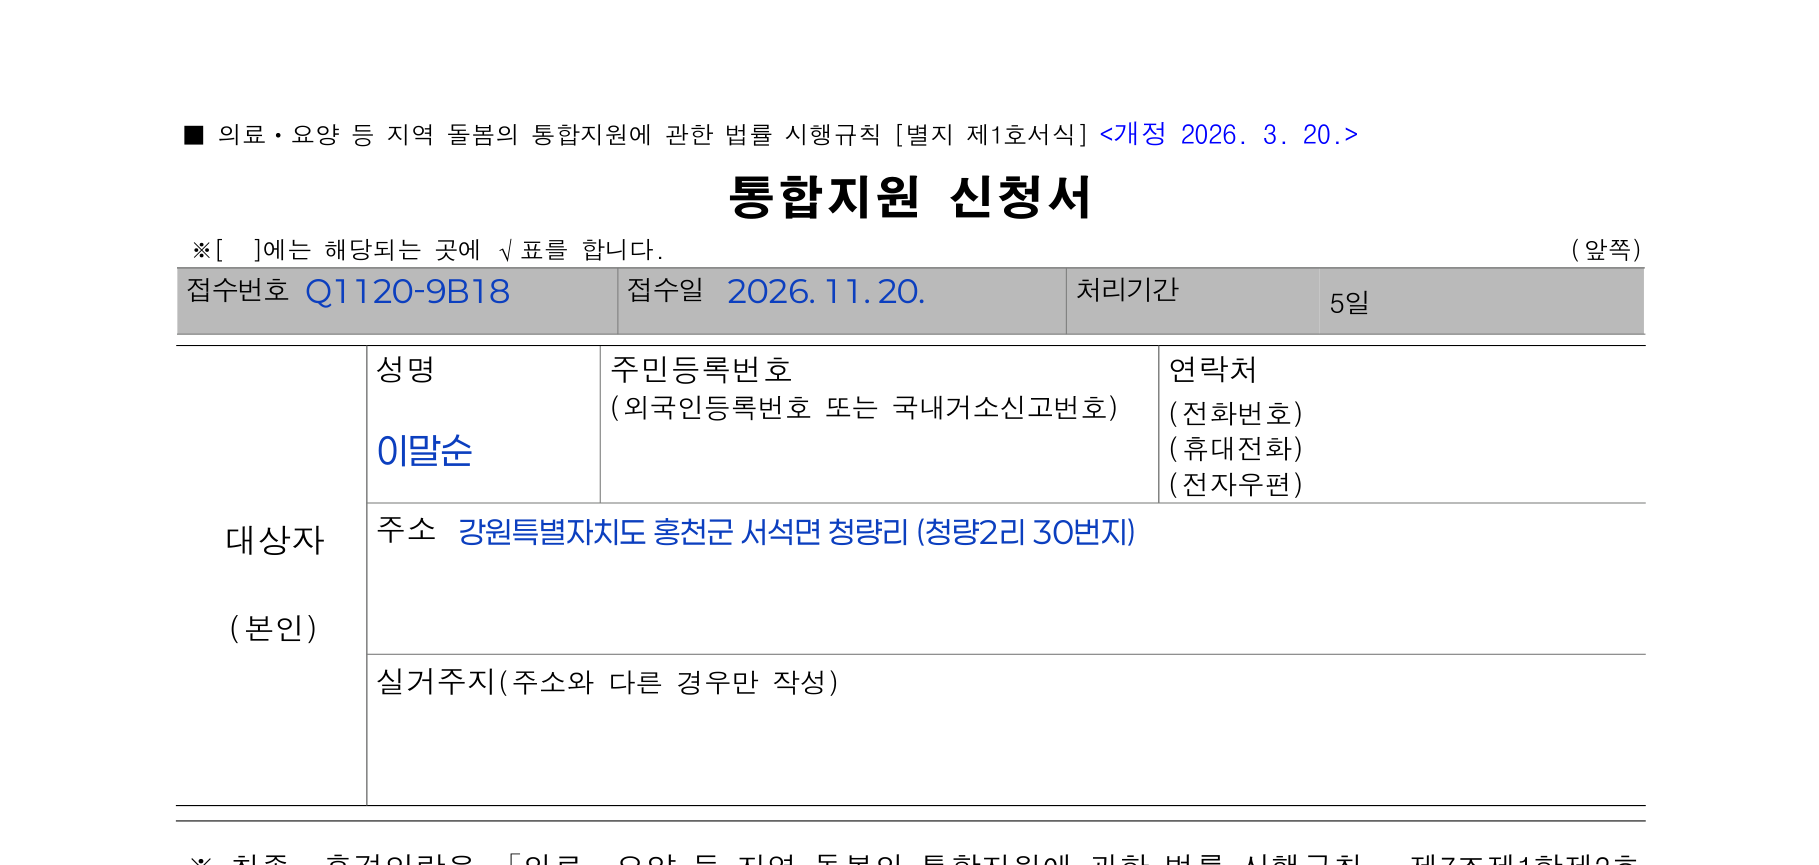 ■ 의료·요양 등 지역 돌봄의 통합지원에 관한 법률 시행규칙 [별지 제1호서식] <개정 2026. 3. 20.>
통합지원 신청서
※[ ]에는 해당되는 곳에 √ 표를 합니다. (앞쪽)
접수번호 Q1120-9B18 접수일 2026. 11. 20. 처리기간 5일
성명 주민등록번호 연락처
(외국인등록번호 또는 국내거소신고번호) (전화번호)
이말순 (휴대전화)
(전자우편)
대상자
(본인)
주소 강원특별자치도 홍천군 서석면 청량리 (청량2리 30번지)
실거주지(주소와 다른 경우만 작성)